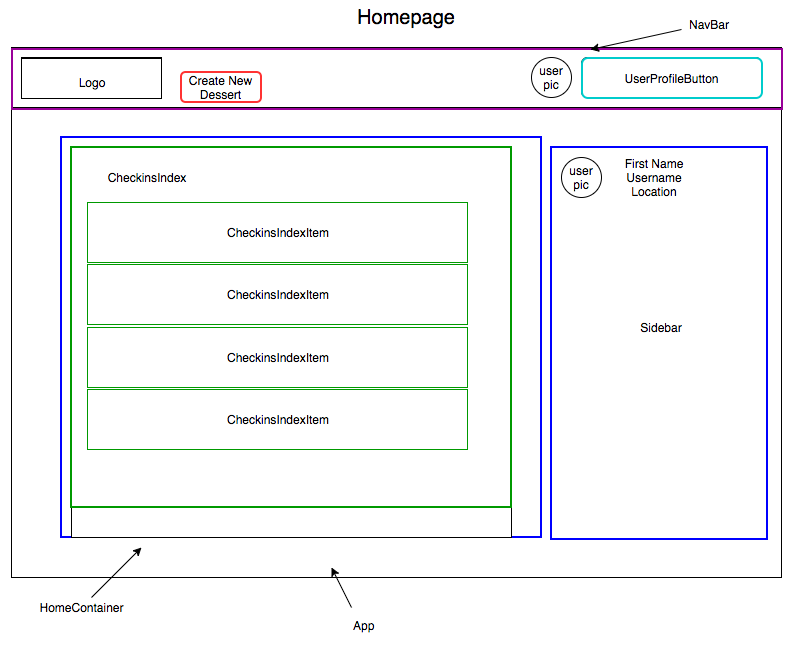 Homepage
NavBar
Logo
Create New
Dessert
user
pic
UserProfileButton
CheckinsIndex
CheckinsIndexItem
CheckinsIndexItem
CheckinsIndexItem
CheckinsIndexItem
user
pic
First Name
Username
Location
Sidebar
HomeContainer
App